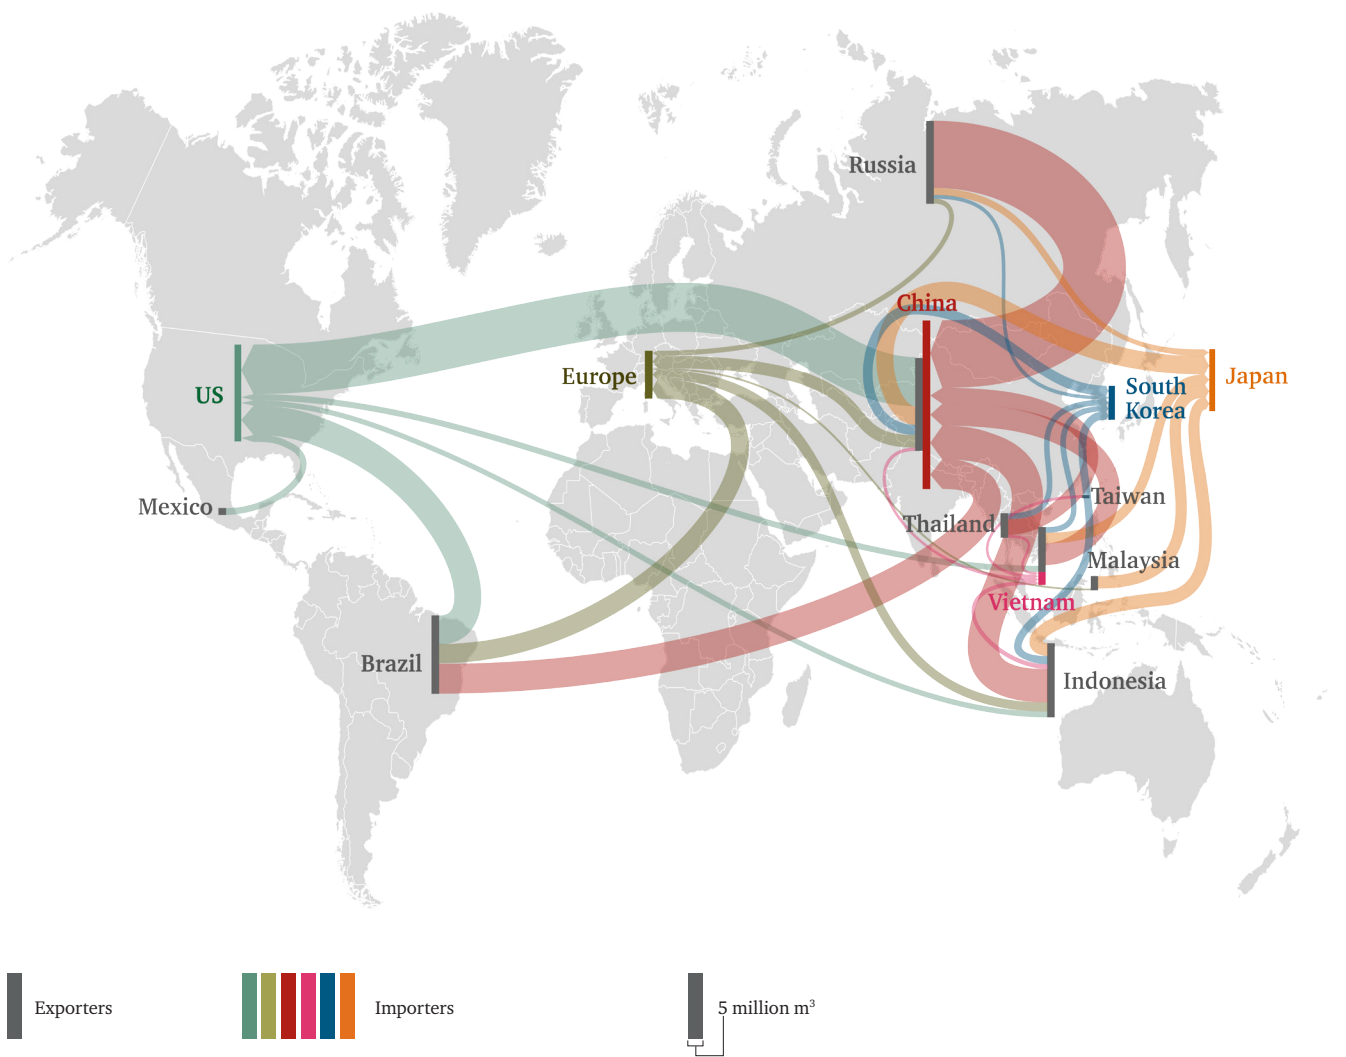 Russia
China
Europe
US
South
Korea
Japan
Mexico
Taiwan
Thailand
Malaysia
Vietnam
Brazil
Indonesia
Exporters
Importers
5 million m³